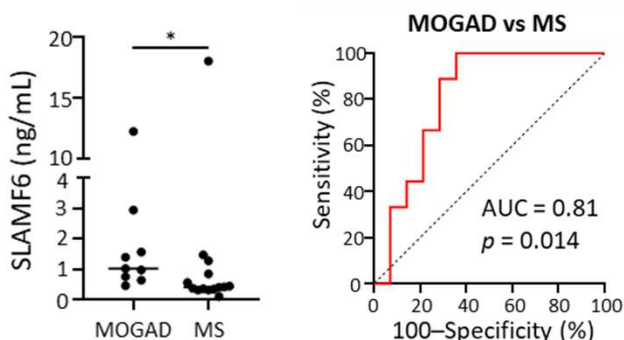 SLAMF6 (ng/mL)
20
15
10
4
3
2
1
0
*
MOGAD
MS
MOGAD vs MS
Sensitivity (%)
100
80
60
40
20
0
AUC = 0.81
p = 0.014
0 20 40 60 80 100
100–Specificity (%)